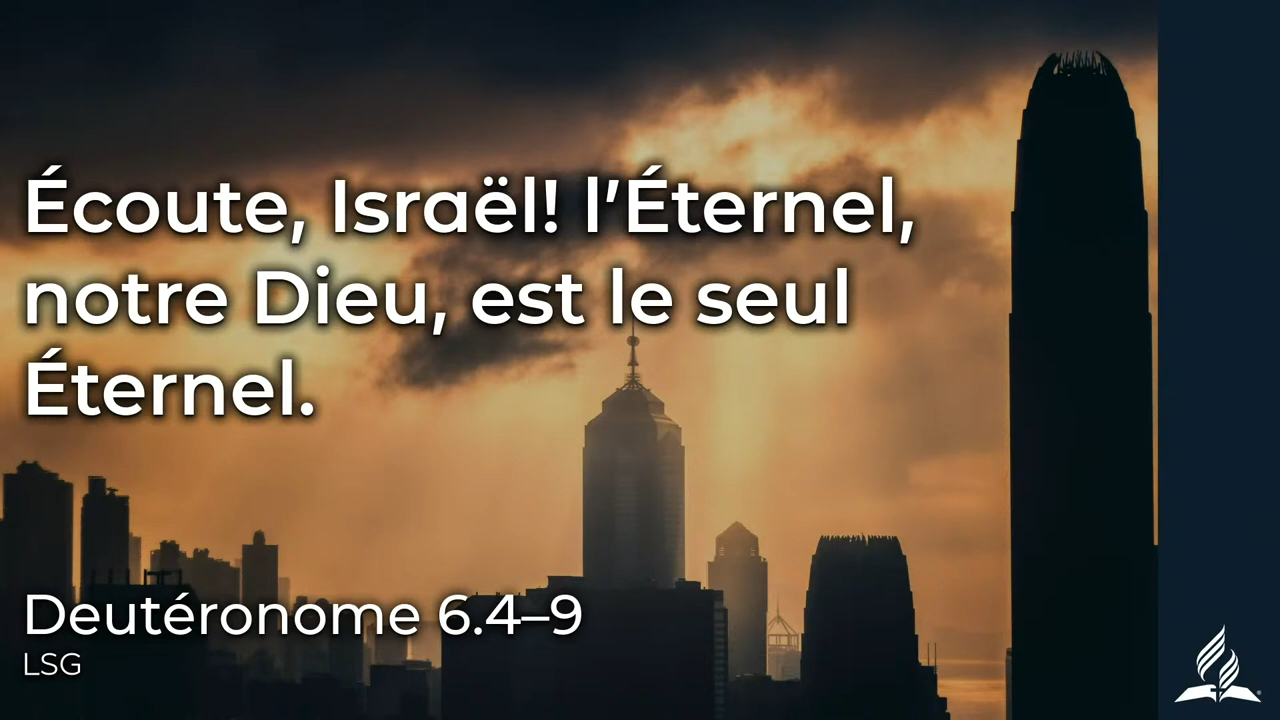 Écoute, Israël! l’Éternel,
notre Dieu, est le seul
Éternel.
Deutéronome 6.4–9
LSG